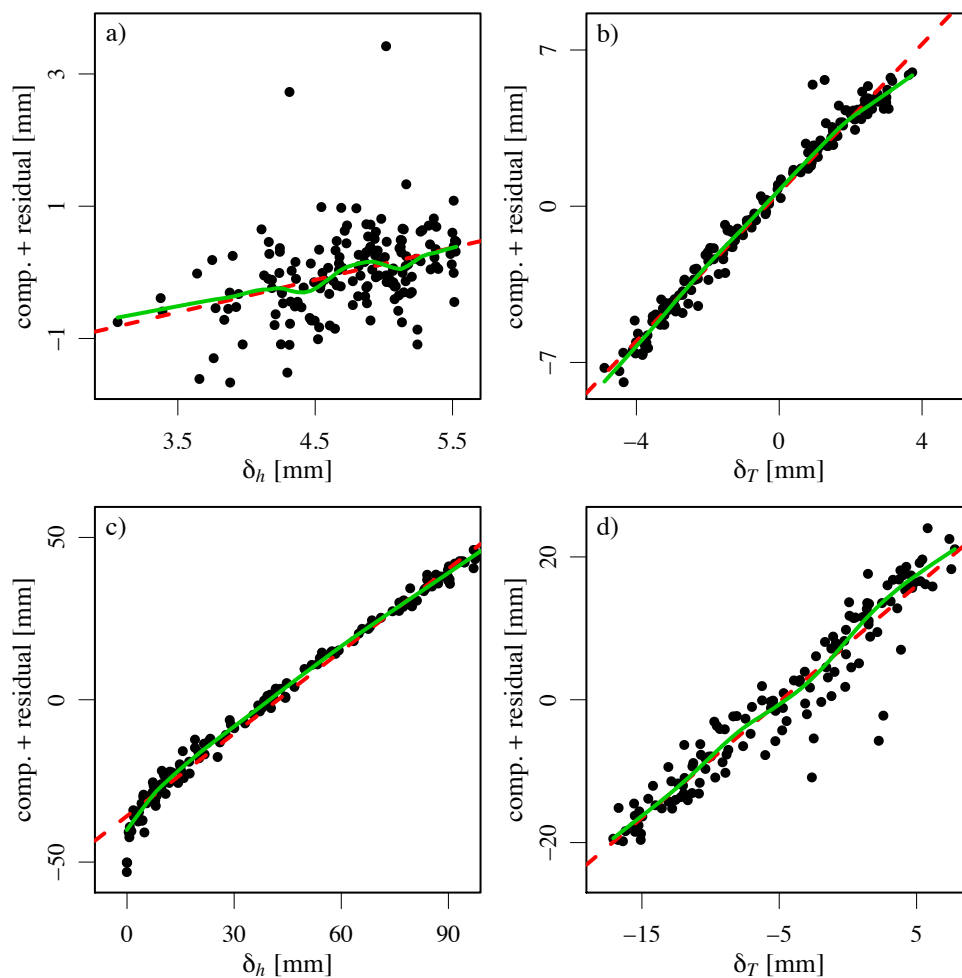 a)
comp. + residual [mm]
3
1
−1
3.5 4.5 5.5
δh [mm]
b)
comp. + residual [mm]
7
0
−7
−4 0 4
δT [mm]
c)
comp. + residual [mm]
50
0
−50
0 30 60 90
δh [mm]
d)
comp. + residual [mm]
20
0
−20
−15 −5 5
δT [mm]